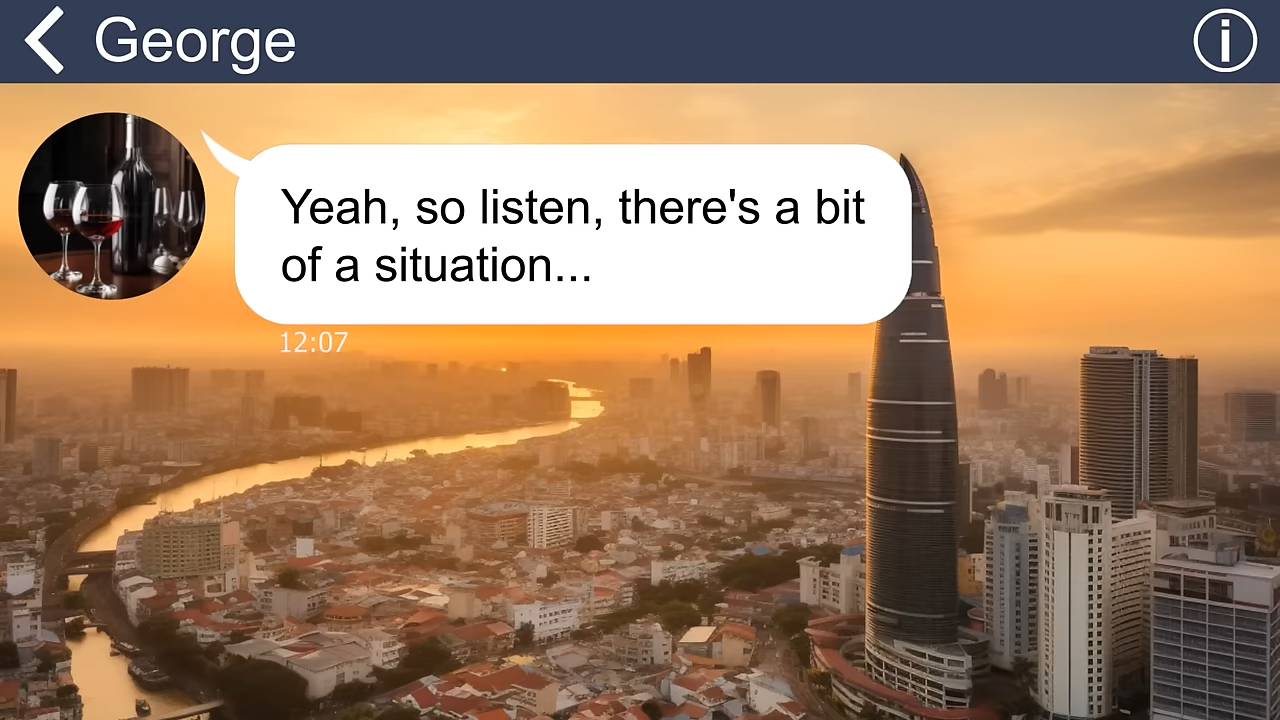 George
Yeah, so listen, there's a bit
of a situation...
12:07